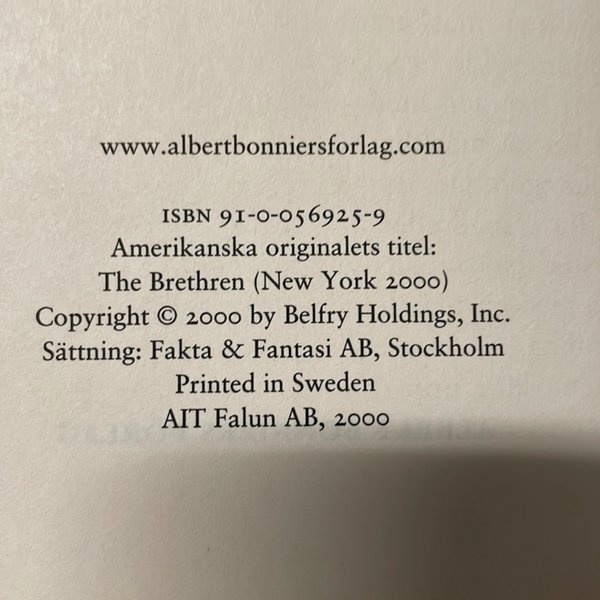 www.albertbonniersforlag.com
ISBN 91-0-056925-9
Amerikanska originalets titel:
The Brethren (New York 2000)
Copyright © 2000 by Belfry Holdings, Inc.
Sättning: Fakta & Fantasi AB, Stockholm
Printed in Sweden
AIT Falun AB, 2000